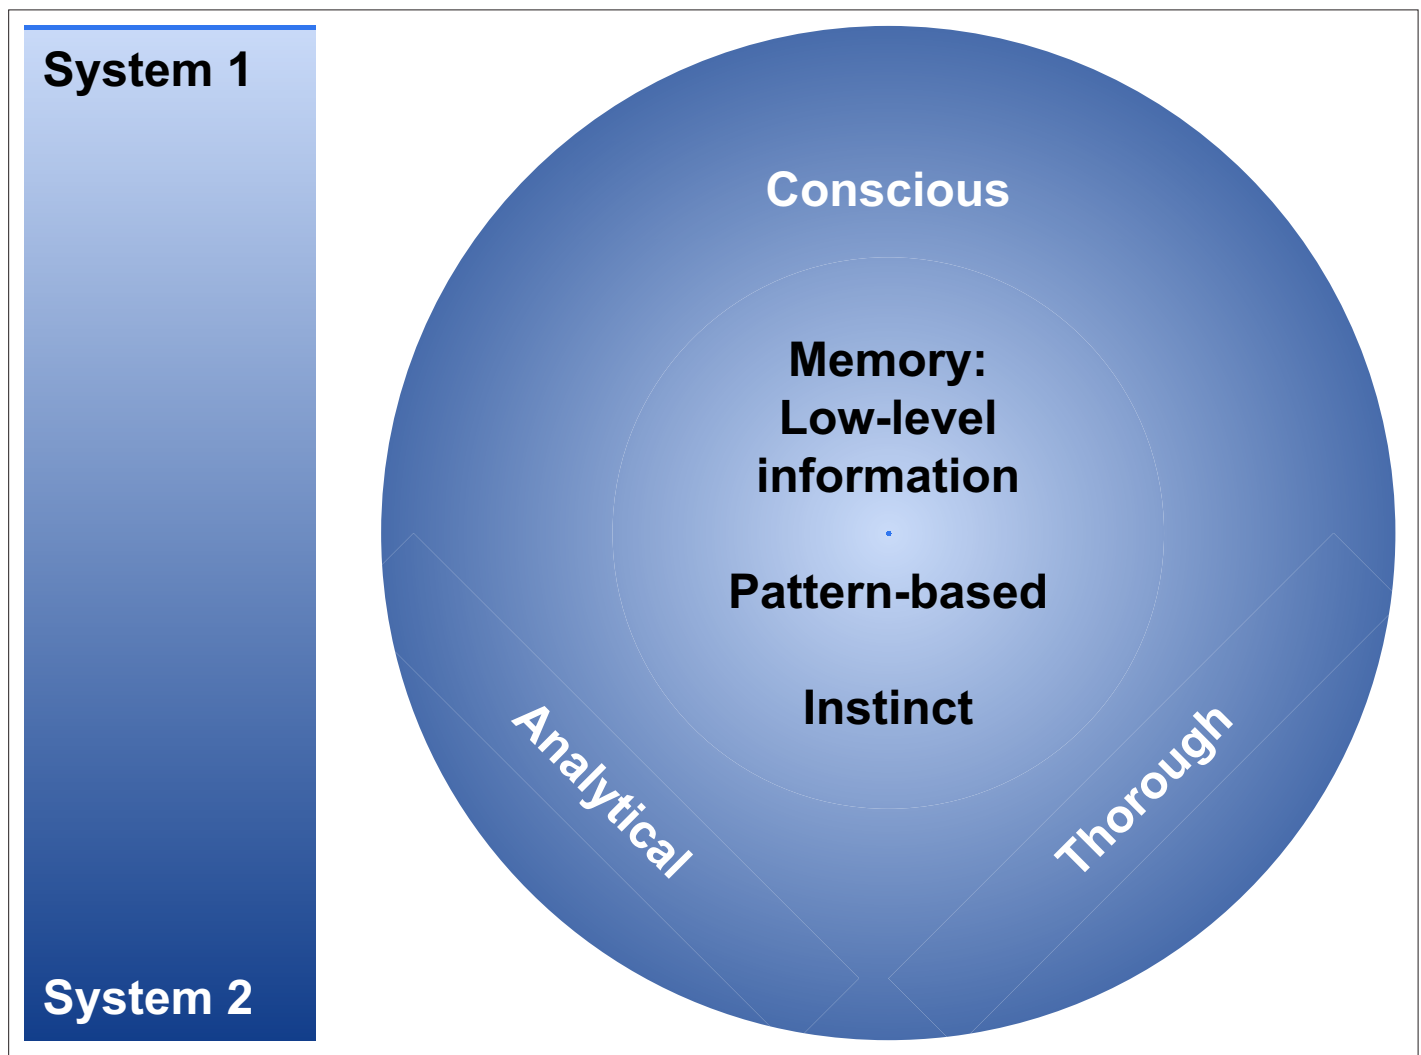 System 1
Conscious
Memory:
Low-level
information
Pattern-based
Instinct
Analytical
Thorough
System 2